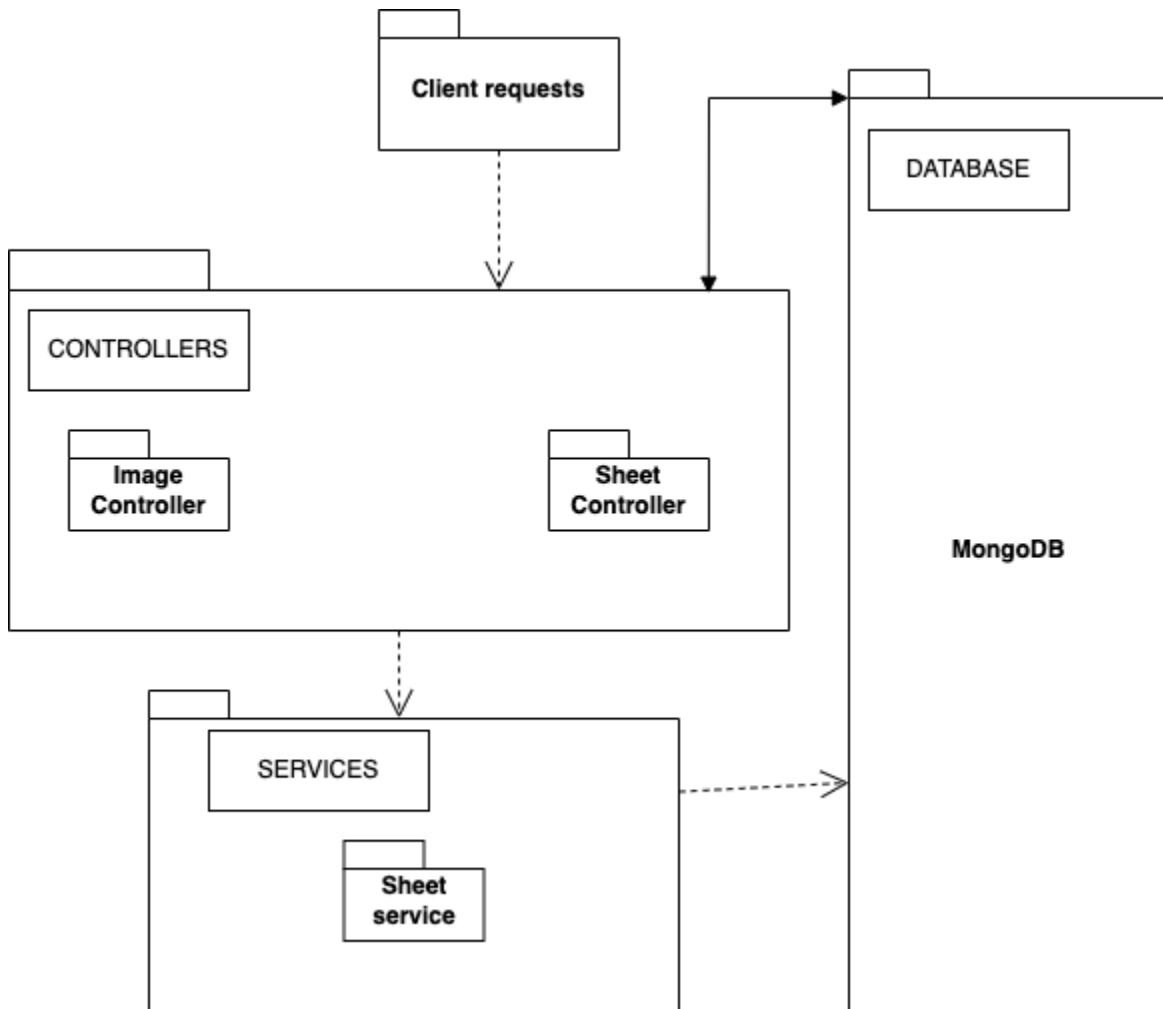 Client requests
DATABASE
CONTROLLERS
Image
Controller
Sheet
Controller
MongoDB
SERVICES
Sheet
service